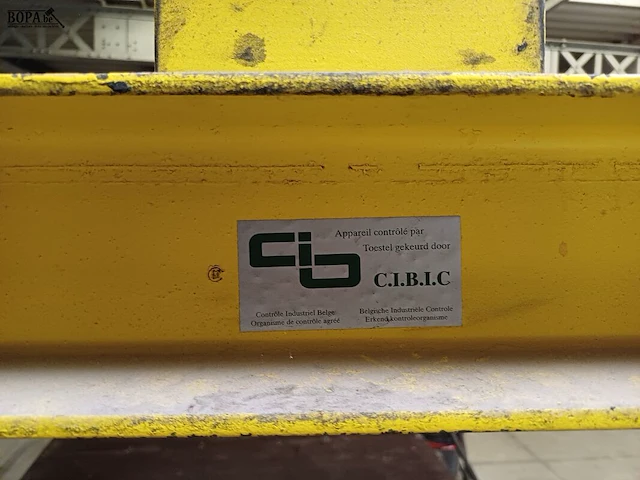 BOPA.be
Appareil contrôlé par
Toestel gekeurd door
cib
C.I.B.I.C
Contrôle Industriel Belge
Organisme de contrôle agréé
Belgische Industriele Controle
Erkend kontroleorganisme